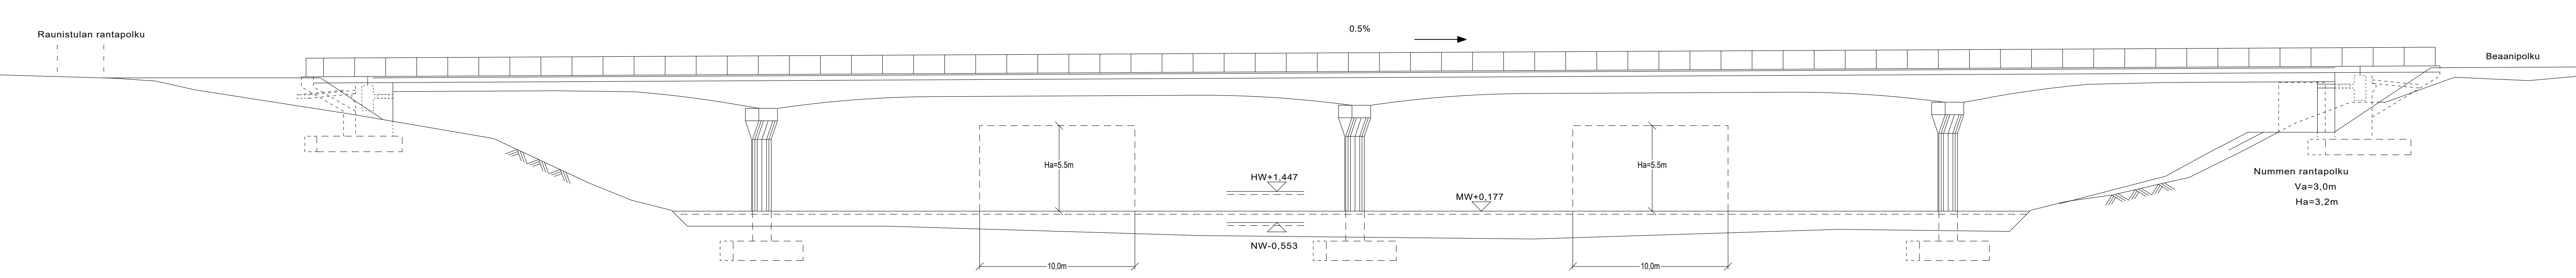 0.5%
Raunistulan rantapolku
Beaanipolku
Ha=5.5m
Ha=5.5m
HW+1,447
MW+0,177
NW-0,553
Nummen rantapolku
Va=3,0m
Ha=3,2m
10,0m
10,0m